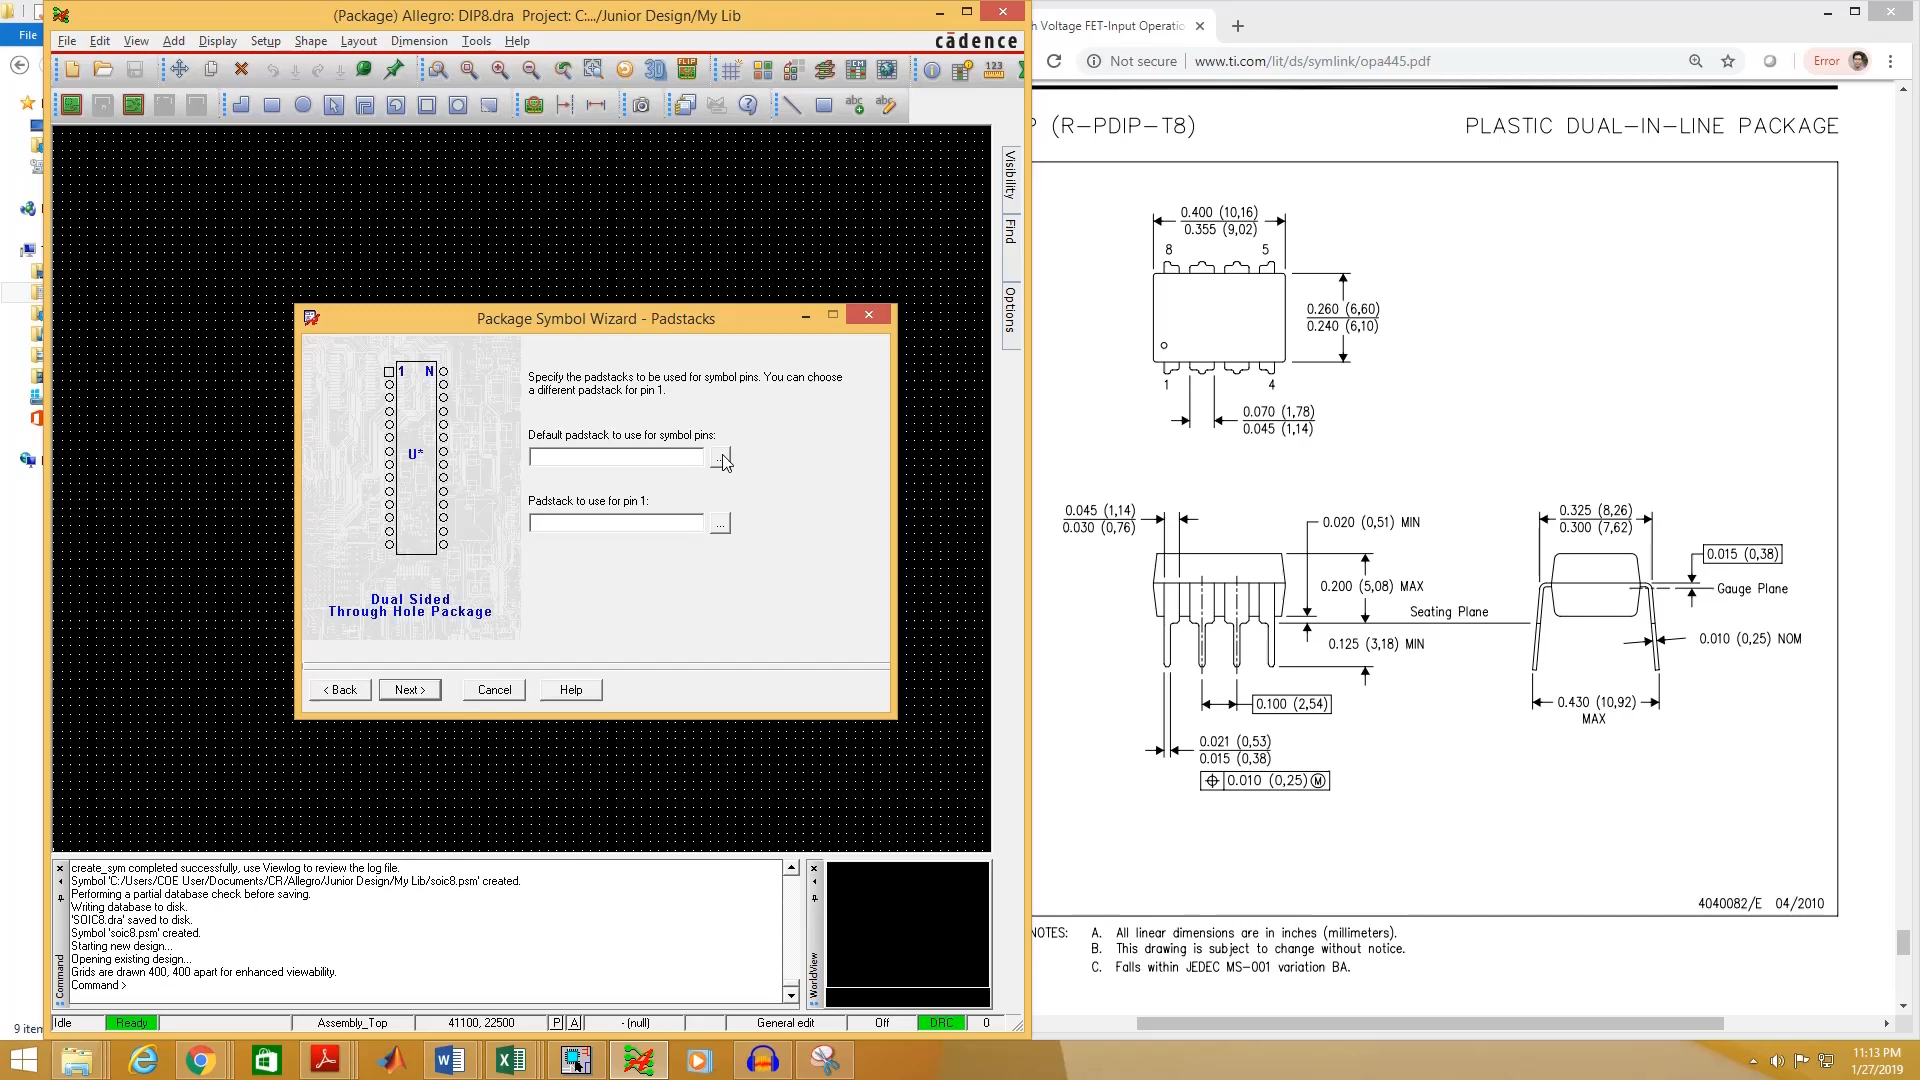 File
(Package) Allegro: DIP8.dra Project: C:.../Junior Design/My Lib
File Edit View Add Display Setup Shape Layout Dimension Tools Help
cādence
Visibility
Find
Options
Package Symbol Wizard - Padstacks
1 N
U*
Dual Sided
Through Hole Package
Specify the padstacks to be used for symbol pins. You can choose
a different padstack for pin 1.
Default padstack to use for symbol pins:
...
Padstack to use for pin 1:
...
< Back
Next >
Cancel
Help
create_sym completed successfully, use Viewlog to review the log file.
Symbol 'C:/Users/COE User/Documents/CR/Allegro/Junior Design/My Lib/soic8.psm' created.
Performing a partial database check before saving.
Writing database to disk.
'SOIC8.dra' saved to disk.
Symbol 'soic8.psm' created.
Starting new design...
Opening existing design...
Grids are drawn 400, 400 apart for enhanced viewability.
Command >
Command
WorldView
Idle
Ready
Assembly_Top
41100, 22500
P A
- (null)
General edit
Off
DRC
0
9 item
h Voltage FET-Input Operatio
Not secure
www.ti.com/lit/ds/symlink/opa445.pdf
Error
P (R-PDIP-T8)
PLASTIC DUAL-IN-LINE PACKAGE
0.400 (10,16)
0.355 (9,02)
8 5
0.260 (6,60)
0.240 (6,10)
1 4
0.070 (1,78)
0.045 (1,14)
0.045 (1,14)
0.030 (0,76)
0.020 (0,51) MIN
0.200 (5,08) MAX
Seating Plane
0.125 (3,18) MIN
0.100 (2,54)
0.021 (0,53)
0.015 (0,38)
0.010 (0,25) Ⓜ
0.325 (8,26)
0.300 (7,62)
0.015 (0,38)
Gauge Plane
0.010 (0,25) NOM
0.430 (10,92)
MAX
4040082/E 04/2010
NOTES: A. All linear dimensions are in inches (millimeters).
B. This drawing is subject to change without notice.
C. Falls within JEDEC MS-001 variation BA.
11:13 PM
1/27/2019